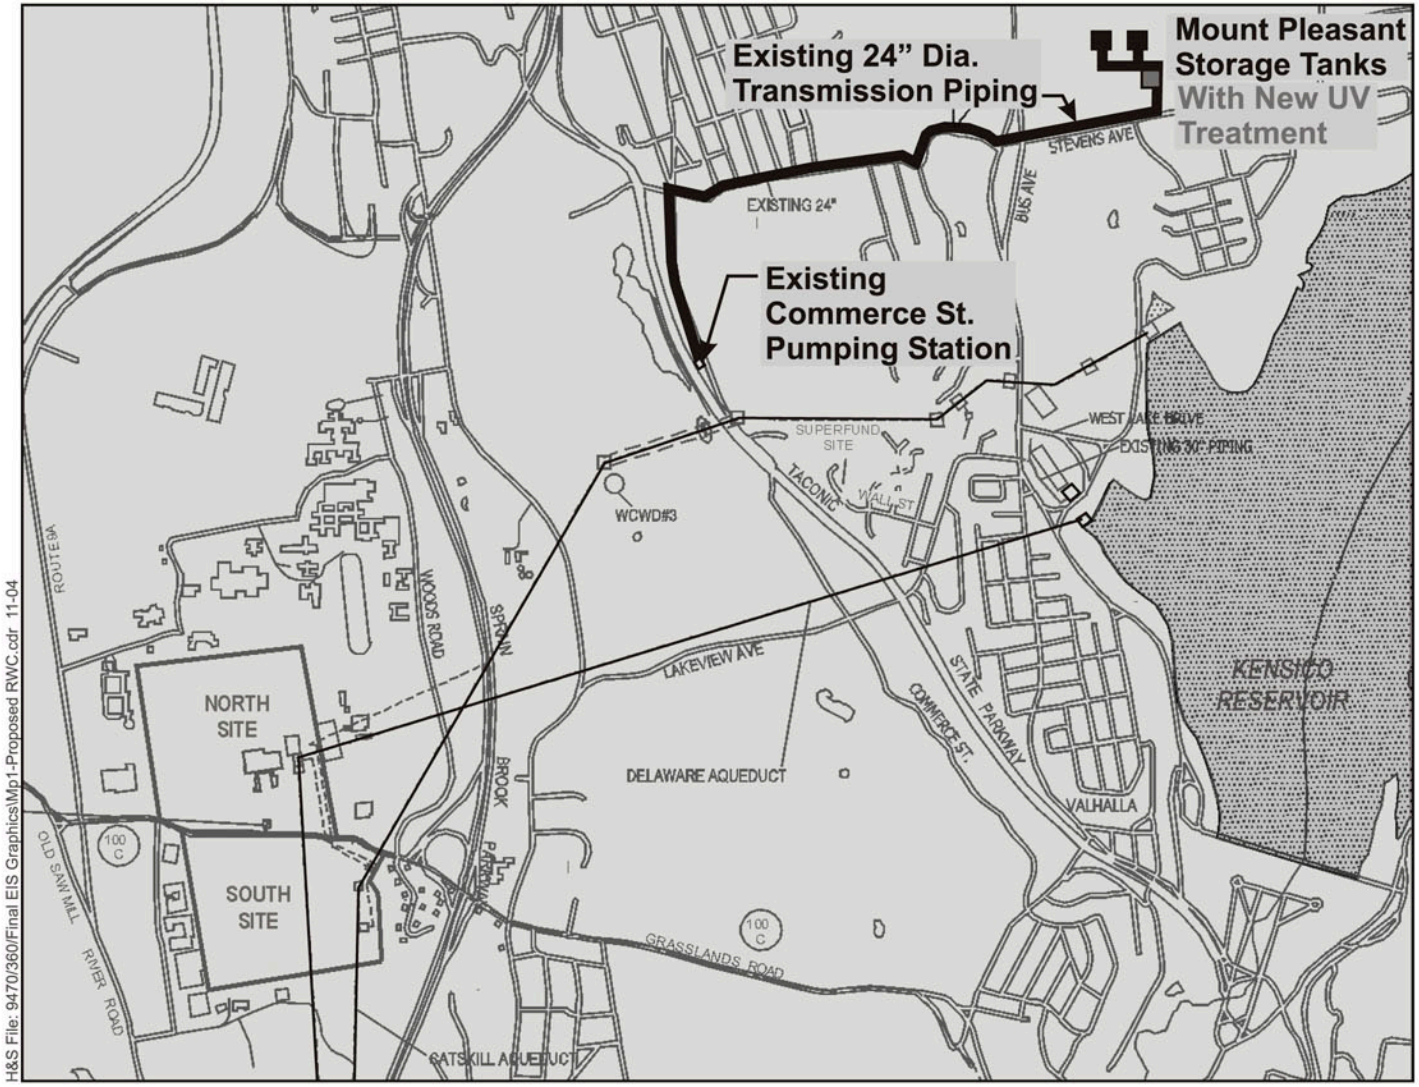 Mount Pleasant
Storage Tanks
With New UV
Treatment
Existing 24” Dia.
Transmission Piping
STEVENS AVE
BUS AVE
EXISTING 24"
Existing
Commerce St.
Pumping Station
WEST LAKE DRIVE
EXISTING 30" PIPING
SUPERFUND
SITE
TACONIC
WALL ST
WCWD#3
ROUTE 9A
WOODS ROAD
SPRAIN
LAKEVIEW AVE
STATE PARKWAY
COMMERCE ST.
KENSICO
RESERVOIR
NORTH
SITE
DELAWARE AQUEDUCT
BROOK
VALHALLA
100
C
OLD SAW MILL
RIVER ROAD
SOUTH
SITE
PARKWAY
100
C
GRASSLANDS ROAD
CATSKILL AQUEDUCT
H&S File: 9470/360/Final EIS Graphics\Mp1-Proposed RWC.cdr 11-04